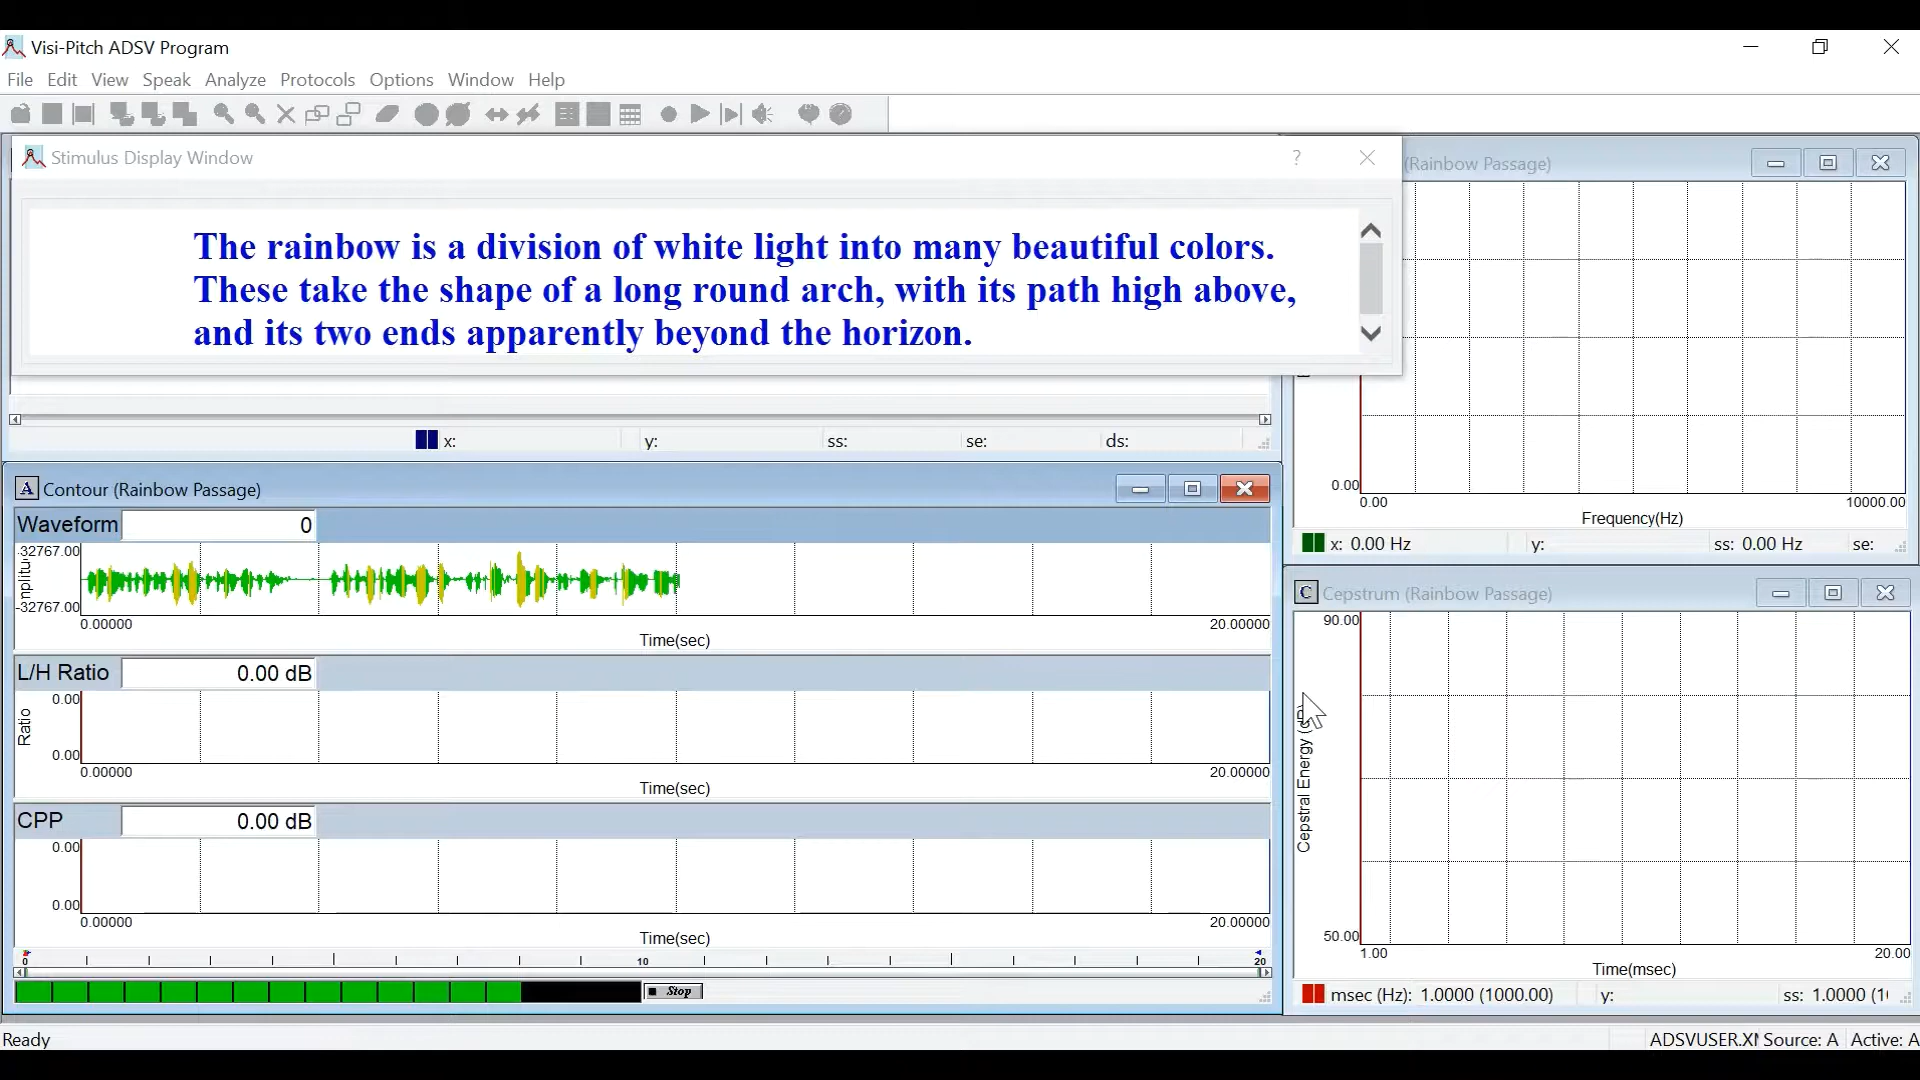 Visi-Pitch ADSV Program
File Edit View Speak Analyze Protocols Options Window Help
Stimulus Display Window
?
The rainbow is a division of white light into many beautiful colors.
These take the shape of a long round arch, with its path high above,
and its two ends apparently beyond the horizon.
x: y: ss: se: ds:
(Rainbow Passage)
0.00
0.00 10000.00
Frequency(Hz)
x: 0.00 Hz y: ss: 0.00 Hz se:
A Contour (Rainbow Passage)
Waveform 0
32767.00
-32767.00
0.00000 20.00000
Time(sec)
L/H Ratio 0.00 dB
0.00
Ratio
0.00
0.00000 20.00000
Time(sec)
CPP 0.00 dB
0.00
0.00
0.00000 20.00000
Time(sec)
0 10 20
Stop
C Cepstrum (Rainbow Passage)
90.00
Cepstral Energy
50.00
1.00 20.00
Time(msec)
msec (Hz): 1.0000 (1000.00) y: ss: 1.0000
Ready
Source: A Active: A